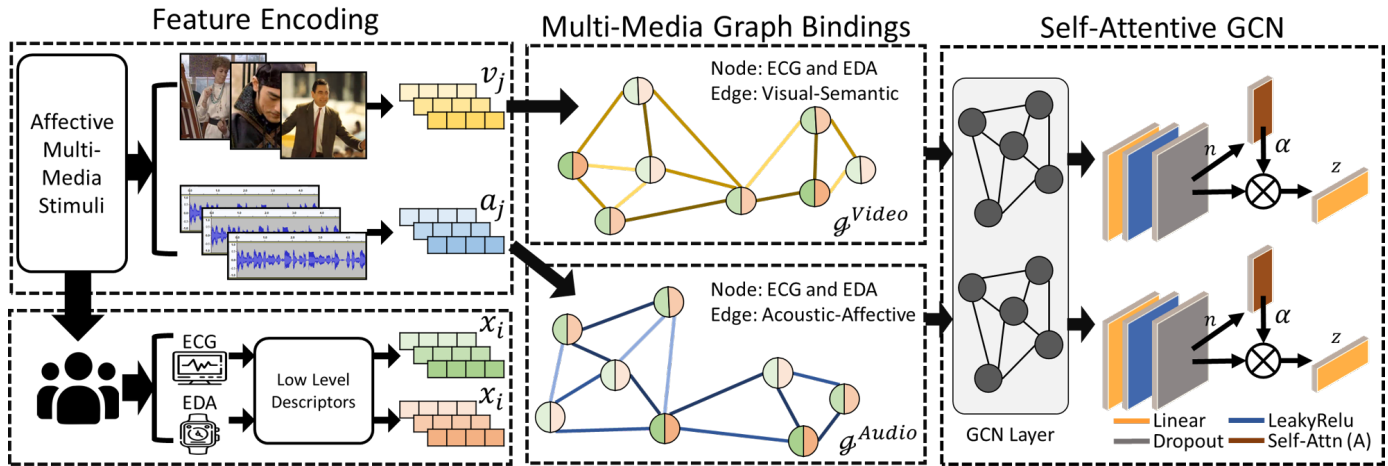 Feature Encoding
Affective
Multi-
Media
Stimuli
v_j
a_j
ECG
EDA
Low Level
Descriptors
x_i
x_i
Multi-Media Graph Bindings
Node: ECG and EDA
Edge: Visual-Semantic
𝒢^Video
Node: ECG and EDA
Edge: Acoustic-Affective
𝒢^Audio
Self-Attentive GCN
n
α
z
n
α
z
GCN Layer
Linear
LeakyRelu
Dropout
Self-Attn (A)